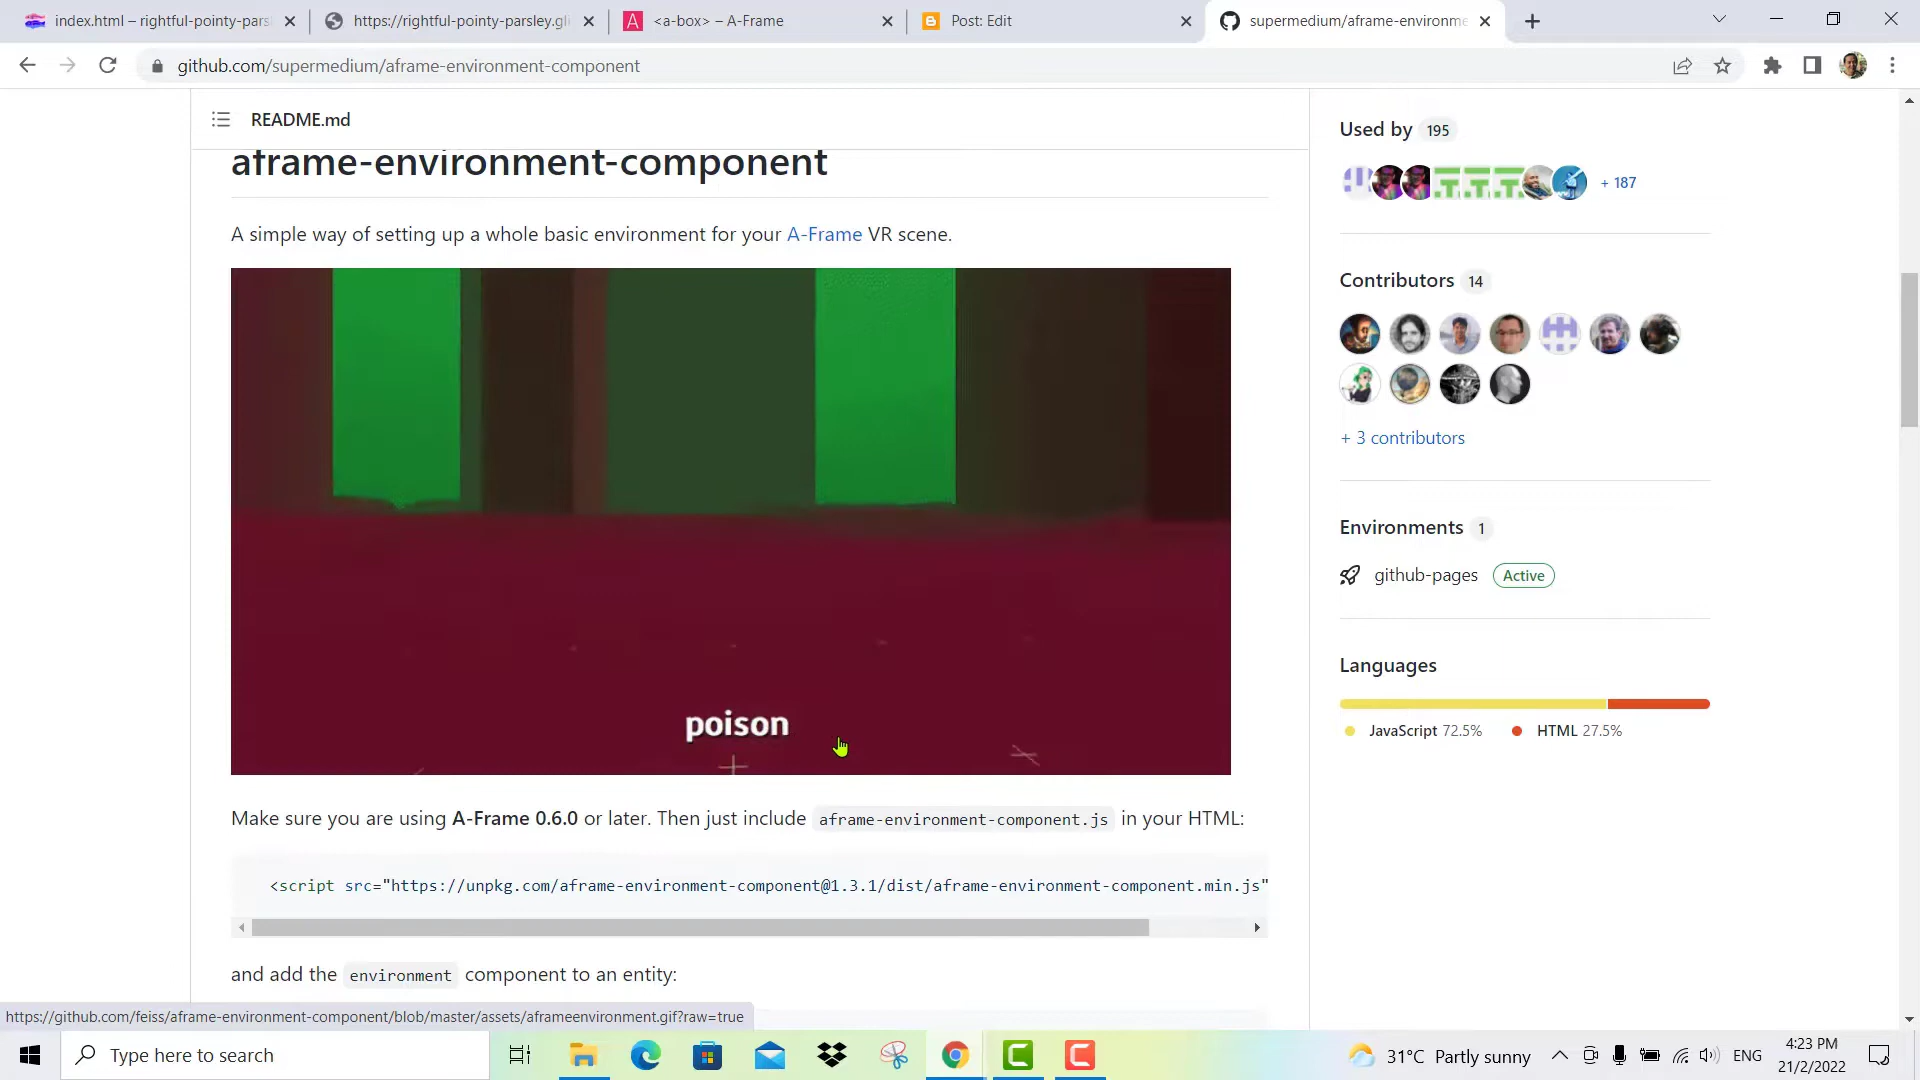 index.html – rightful-pointy-pars
https://rightful-pointy-parsley.gli
<a-box> – A-Frame
Post: Edit
supermedium/aframe-environme
github.com/supermedium/aframe-environment-component
README.md
aframe-environment-component
A simple way of setting up a whole basic environment for your A-Frame VR scene.
poison
Make sure you are using A-Frame 0.6.0 or later. Then just include aframe-environment-component.js in your HTML:
<script src="https://unpkg.com/aframe-environment-component@1.3.1/dist/aframe-environment-component.min.js"
and add the environment component to an entity:
Used by 195
+ 187
Contributors 14
+ 3 contributors
Environments 1
github-pages Active
Languages
JavaScript 72.5% HTML 27.5%
https://github.com/feiss/aframe-environment-component/blob/master/assets/aframeenvironment.gif?raw=true
Type here to search
31°C Partly sunny
ENG
4:23 PM
21/2/2022